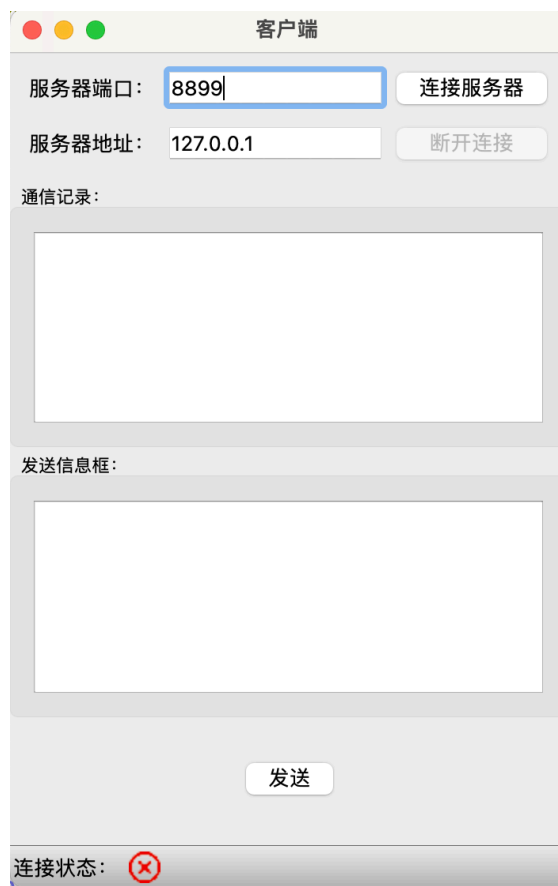 客户端
服务器端口： 8899 连接服务器
服务器地址： 127.0.0.1 断开连接
通信记录：
发送信息框：
发送
连接状态：